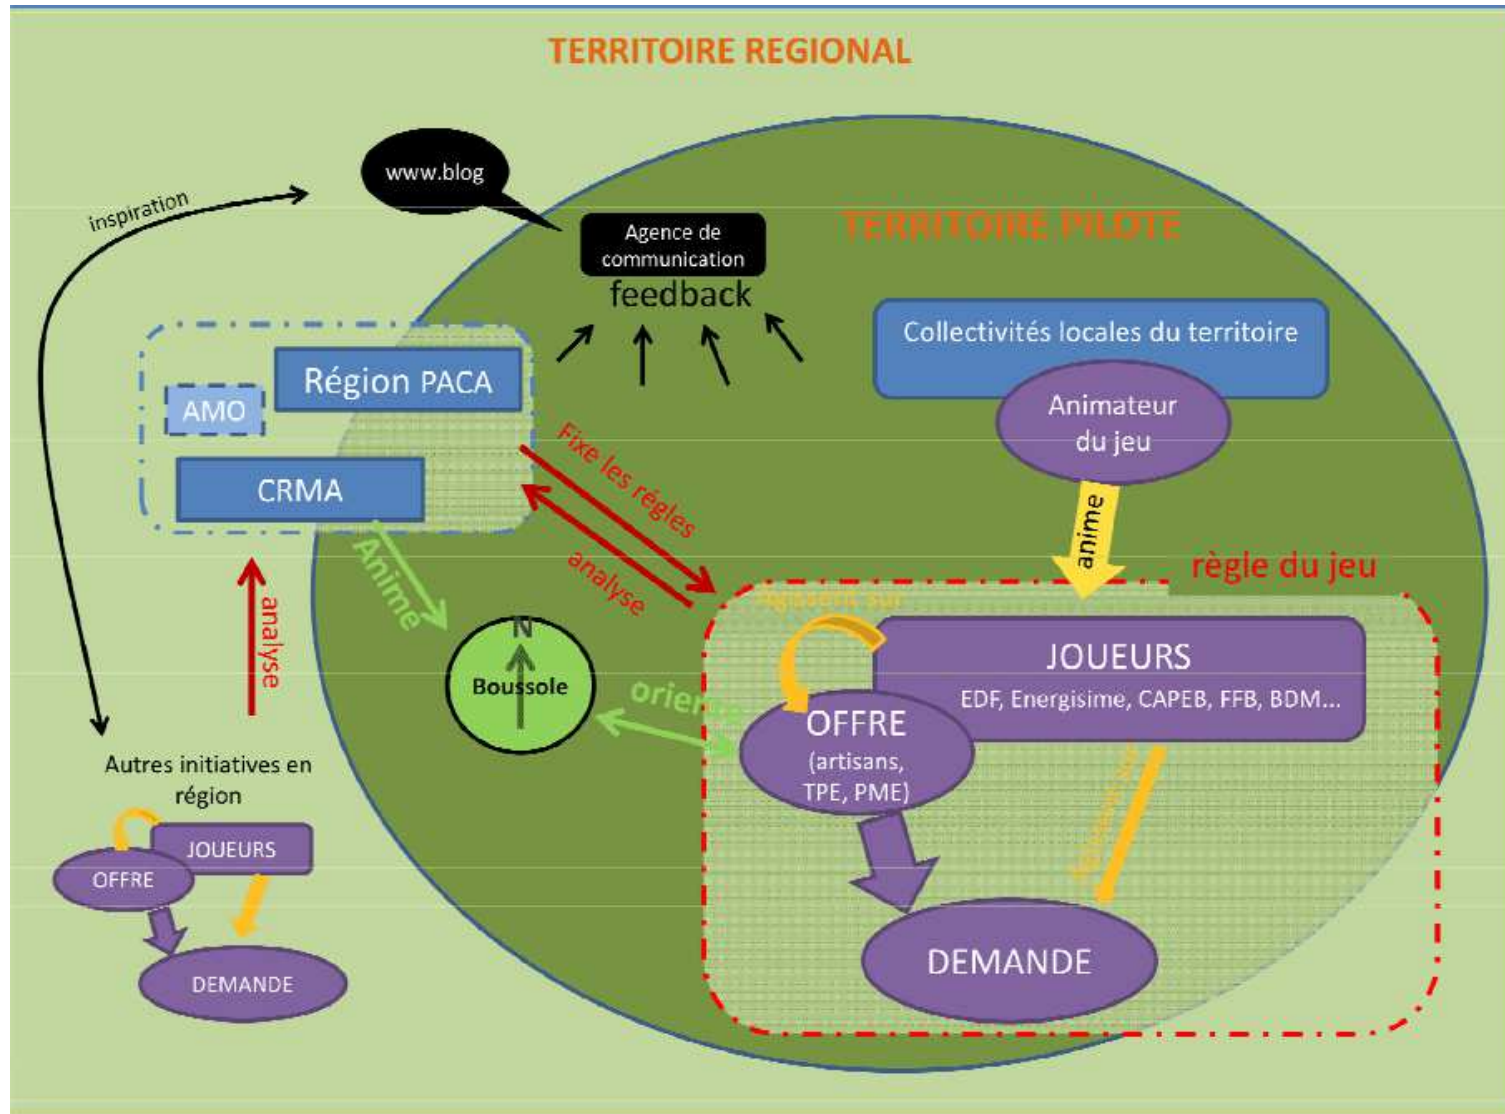 TERRITOIRE REGIONAL
www.blog
inspiration
Agence de
communication
feedback
TERRITOIRE PILOTE
Collectivités locales du territoire
Animateur
du jeu
anime
Région PACA
AMO
CRMA
Fixe les régles
analyse
Animé
analyse
N
Boussole
règle du jeu
JOUEURS
EDF, Energisime, CAPEB, FFB, BDM...
OFFRE
(artisans,
TPE, PME)
DEMANDE
Autres initiatives en
région
JOUEURS
OFFRE
DEMANDE